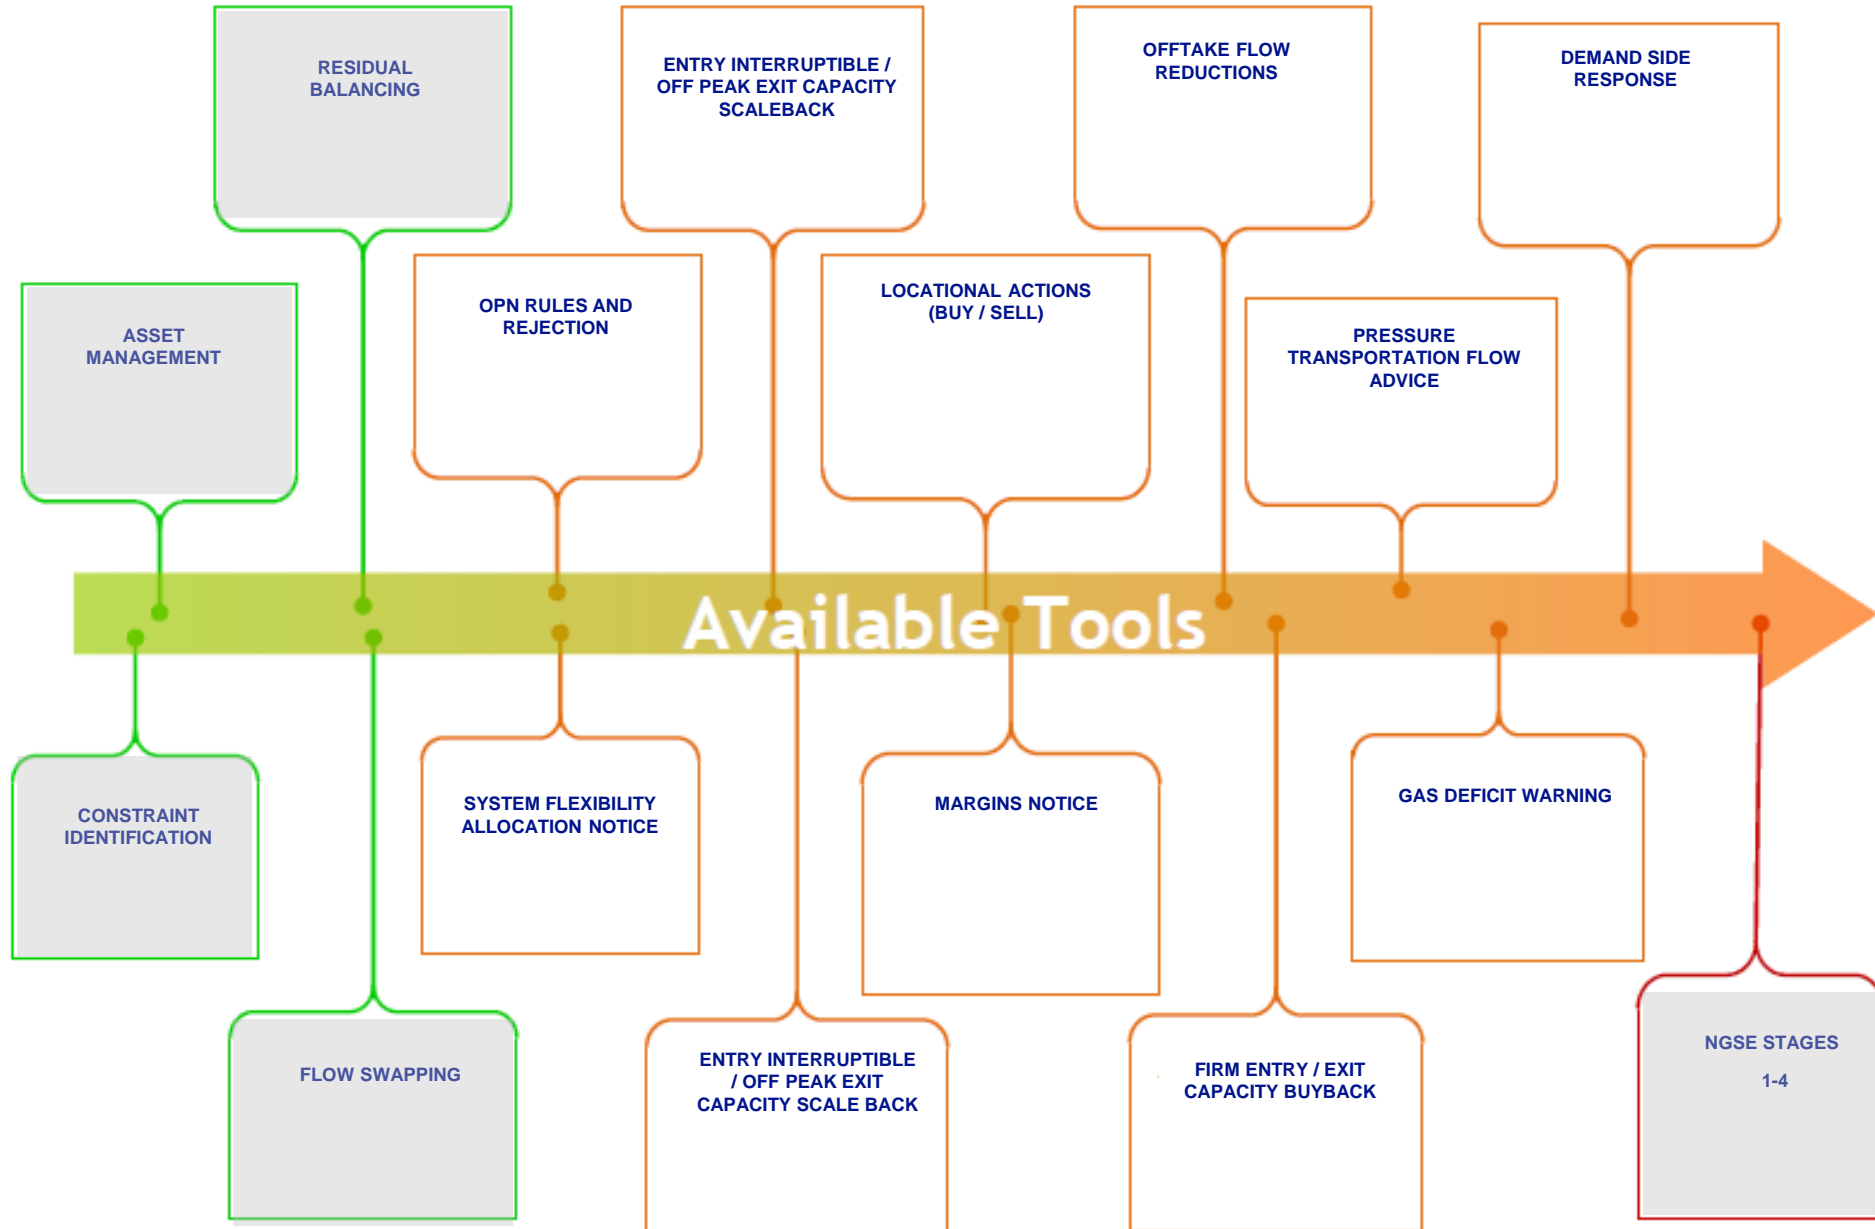 RESIDUAL
BALANCING
ENTRY INTERRUPTIBLE /
OFF PEAK EXIT CAPACITY
SCALEBACK
OFFTAKE FLOW
REDUCTIONS
DEMAND SIDE
RESPONSE
ASSET
MANAGEMENT
OPN RULES AND
REJECTION
LOCATIONAL ACTIONS
(BUY / SELL)
PRESSURE
TRANSPORTATION FLOW
ADVICE
Available Tools
CONSTRAINT
IDENTIFICATION
SYSTEM FLEXIBILITY
ALLOCATION NOTICE
MARGINS NOTICE
GAS DEFICIT WARNING
FLOW SWAPPING
ENTRY INTERRUPTIBLE
/ OFF PEAK EXIT
CAPACITY SCALE BACK
FIRM ENTRY / EXIT
CAPACITY BUYBACK
NGSE STAGES
1-4